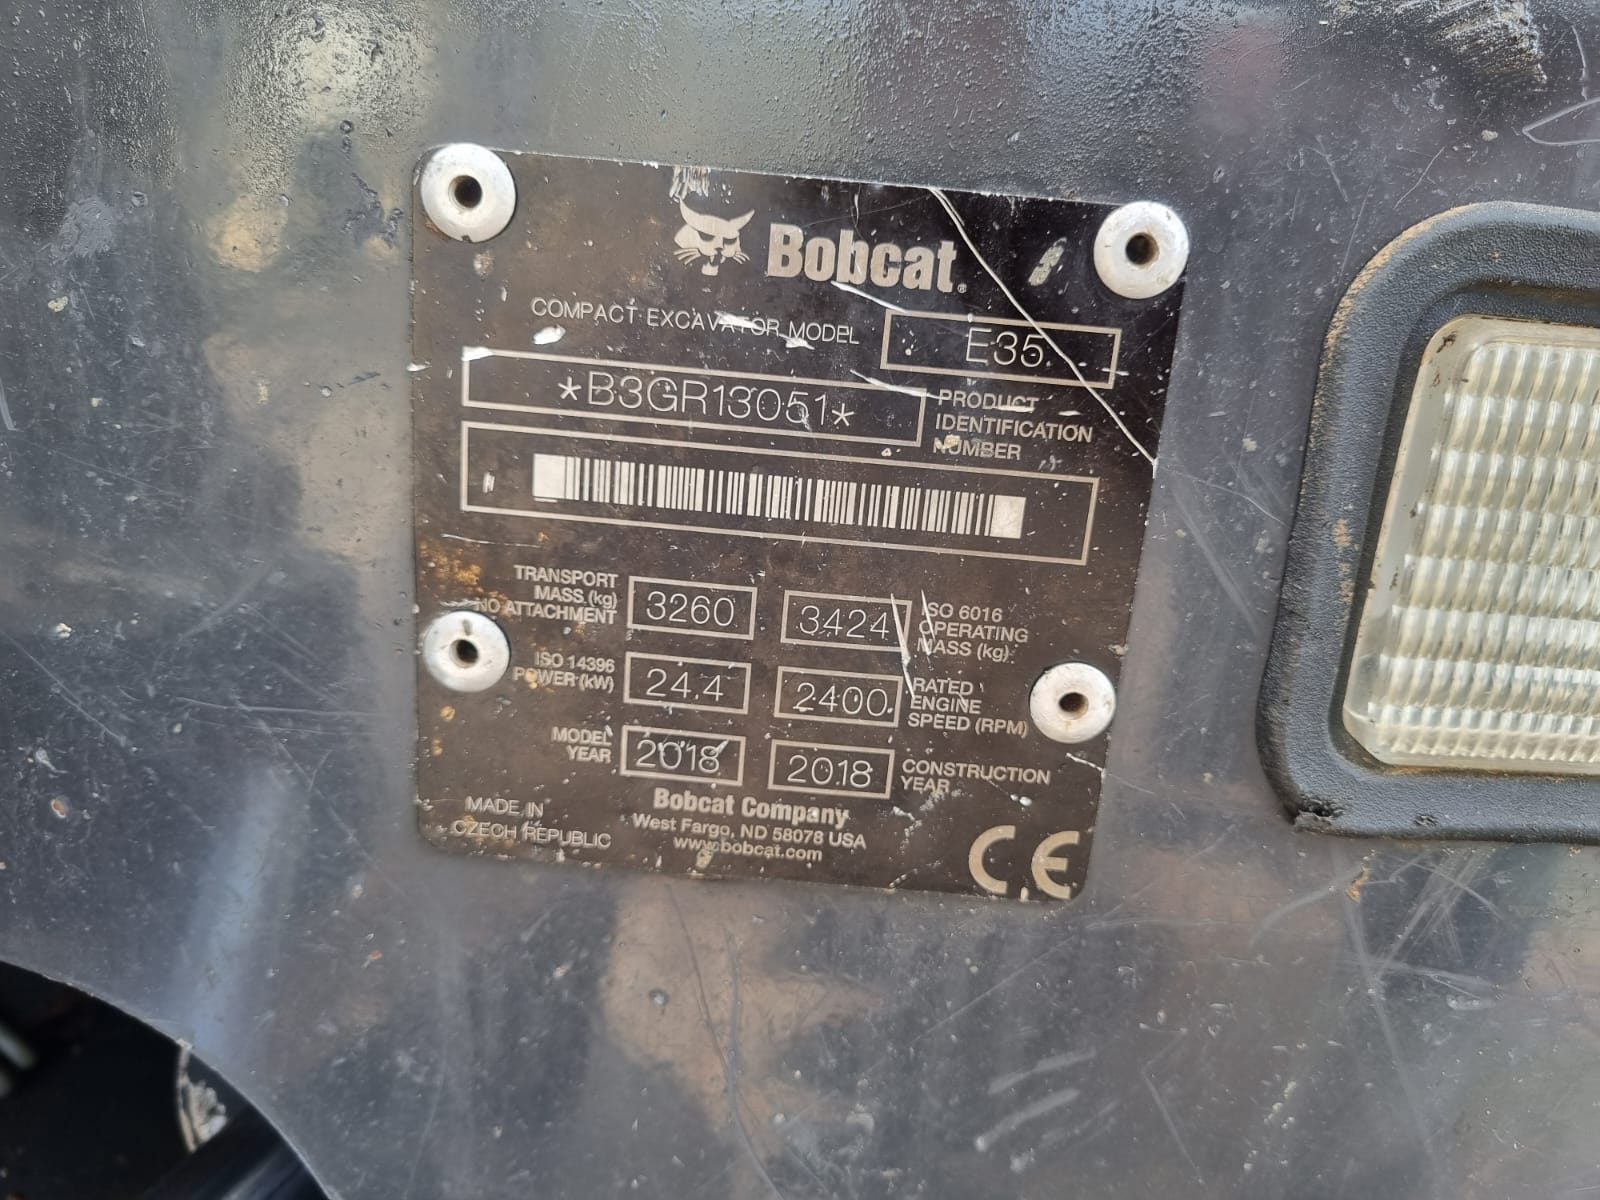 Bobcat®
COMPACT EXCAVATOR MODEL E35
*B3GR13051* PRODUCT IDENTIFICATION NUMBER
TRANSPORT MASS (kg) NO ATTACHMENT 3260 3424 ISO 6016 OPERATING MASS (kg)
ISO 14396 POWER (kW) 24.4 2400 RATED ENGINE SPEED (RPM)
MODEL YEAR 2018 2018 CONSTRUCTION YEAR
MADE IN
CZECH REPUBLIC
Bobcat Company
West Fargo, ND 58078 USA
www.bobcat.com
CE